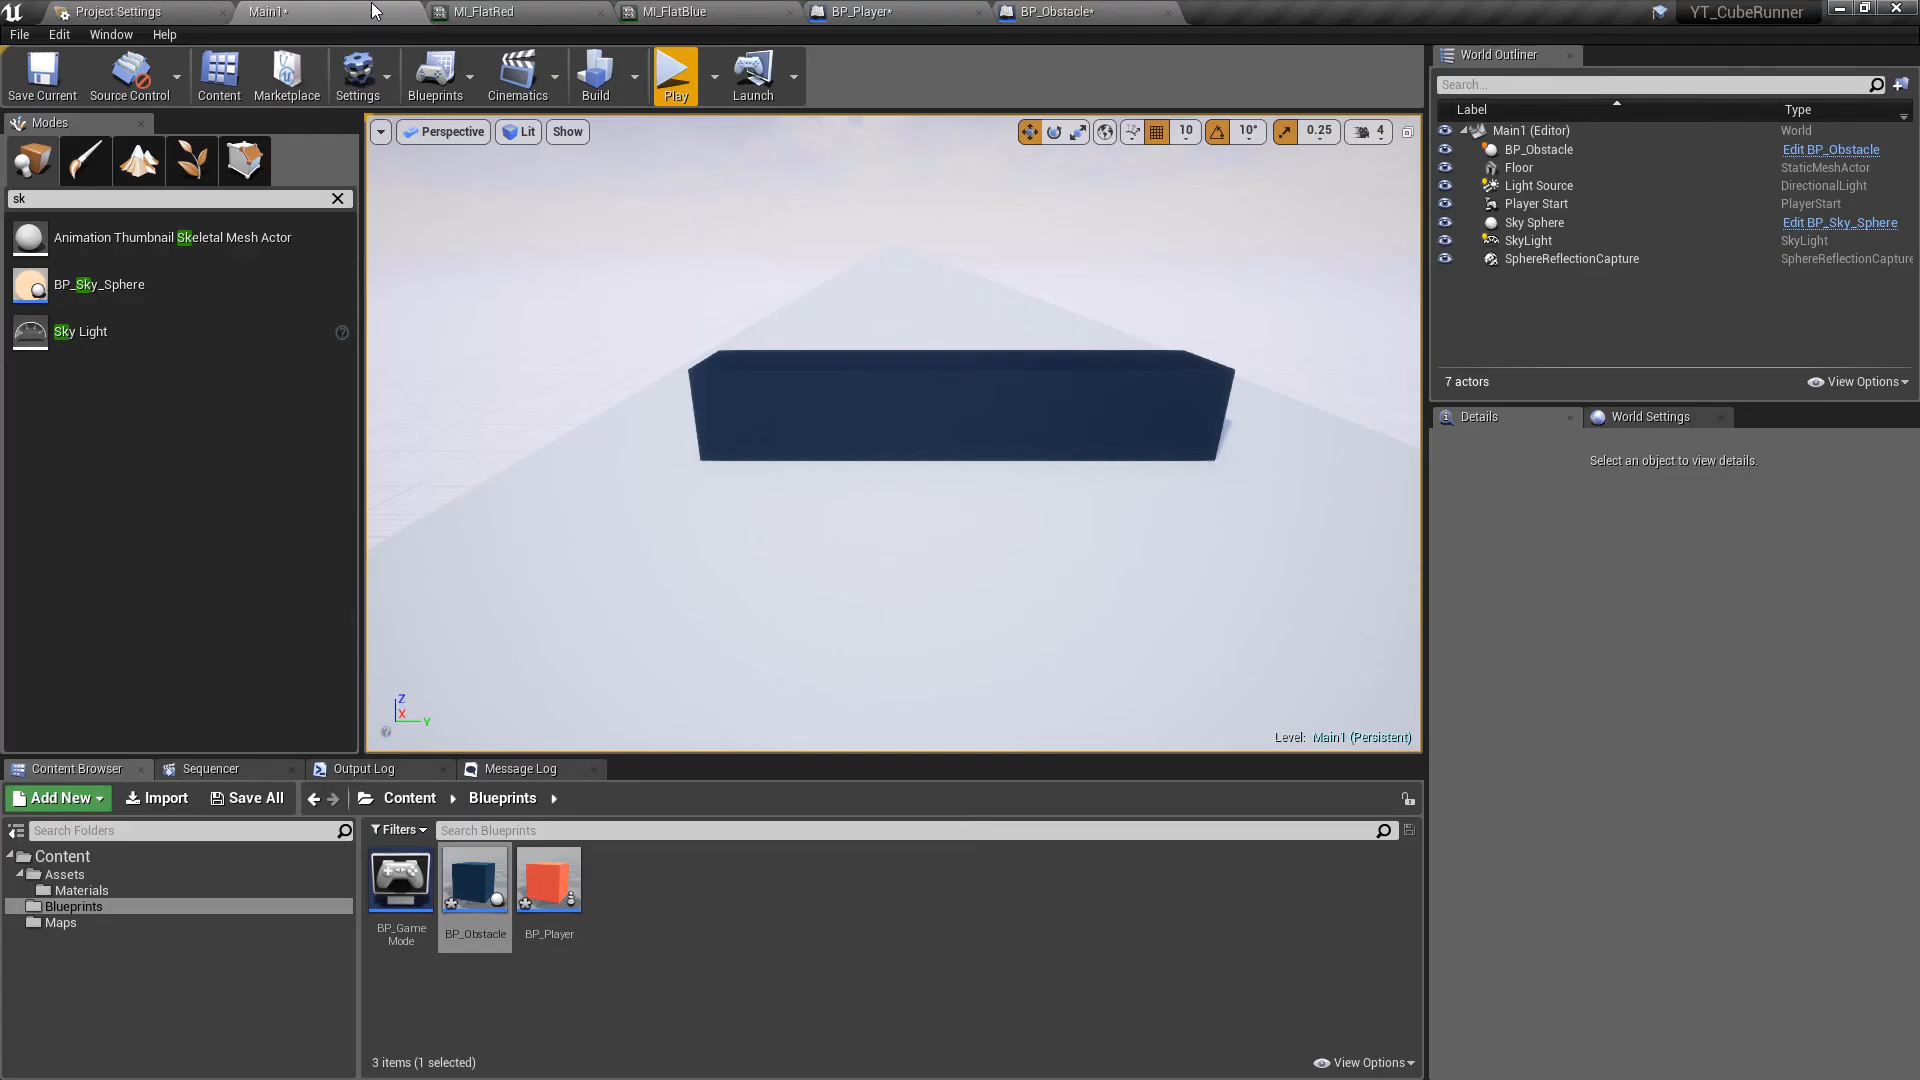 Project Settings
Main1*
MI_FlatRed
MI_FlatBlue
BP_Player*
BP_Obstacle*
YT_CubeRunner
File
Edit
Window
Help
Save Current
Source Control
Content
Marketplace
Settings
Blueprints
Cinematics
Build
Play
Launch
World Outliner
Search...
Label
Type
Main1 (Editor)
World
BP_Obstacle
Edit BP_Obstacle
Floor
StaticMeshActor
Light Source
DirectionalLight
Player Start
PlayerStart
Sky Sphere
Edit BP_Sky_Sphere
SkyLight
SkyLight
SphereReflectionCapture
SphereReflectionCapture
7 actors
View Options
Details
World Settings
Select an object to view details.
Modes
sk
Animation Thumbnail Skeletal Mesh Actor
BP_Sky_Sphere
Sky Light
Perspective
Lit
Show
10
10°
0.25
4
Z
X
Y
Level: Main1 (Persistent)
Content Browser
Sequencer
Output Log
Message Log
Add New
Import
Save All
Content
Blueprints
Search Folders
Filters
Search Blueprints
Content
Assets
Materials
Blueprints
Maps
BP_Game
Mode
BP_Obstacle
BP_Player
3 items (1 selected)
View Options